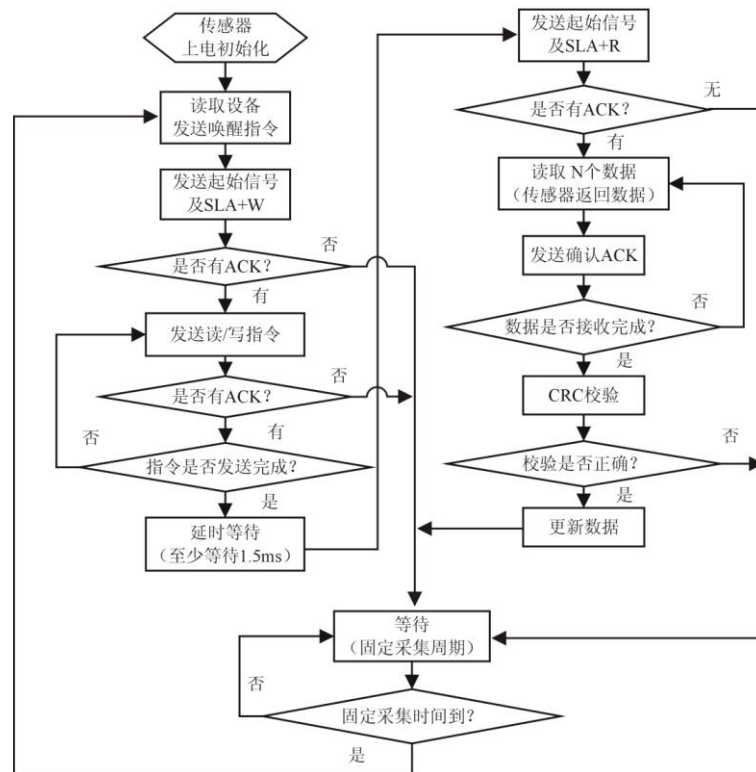 传感器
上电初始化
读取设备
发送唤醒指令
发送起始信号
及SLA+W
是否有ACK？
否
有
发送读/写指令
是否有ACK？
否
有
否
指令是否发送完成？
是
延时等待
（至少等待1.5ms）
发送起始信号
及SLA+R
是否有ACK？
无
有
读取 N个数据
（传感器返回数据）
发送确认ACK
数据是否接收完成？
否
是
CRC校验
校验是否正确？
否
是
更新数据
等待
（固定采集周期）
否
固定采集时间到？
是